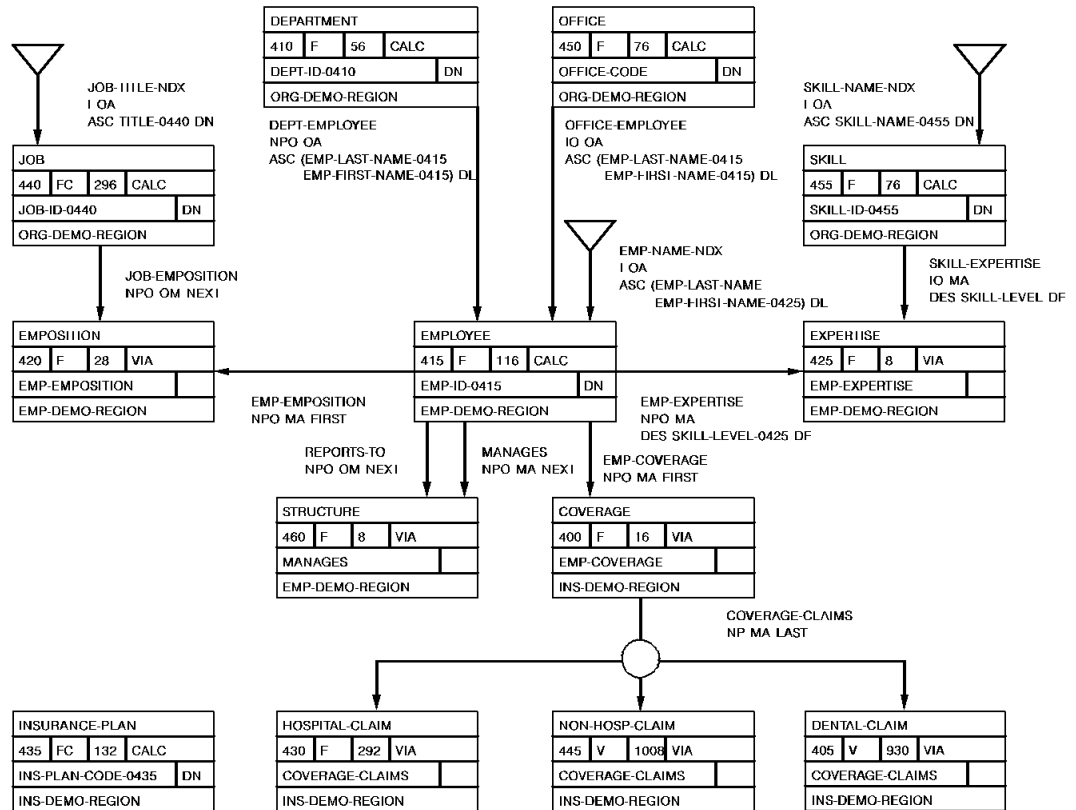 DEPARTMENT
410 F 56 CALC
DEPT-ID-0410 DN
ORG-DEMO-REGION
OFFICE
450 F 76 CALC
OFFICE-CODE DN
ORG-DEMO-REGION
JOB-TITLE-NDX
I OA
ASC TITLE-0440 DN
SKILL-NAME-NDX
I OA
ASC SKILL-NAME-0455 DN
DEPT-EMPLOYEE
NPO OA
ASC (EMP-LAST-NAME-0415
EMP-FIRST-NAME-0415) DL
OFFICE-EMPLOYEE
IO OA
ASC (EMP-LAST-NAME-0415
EMP-FIRST-NAME-0415) DL
JOB
440 FC 296 CALC
JOB-ID-0440 DN
ORG-DEMO-REGION
SKILL
455 F 76 CALC
SKILL-ID-0455 DN
ORG-DEMO-REGION
JOB-EMPOSITION
NPO OM NEXT
EMP-NAME-NDX
I OA
ASC (EMP-LAST-NAME
EMP-FIRST-NAME-0425) DL
SKILL-EXPERTISE
IO MA
DES SKILL-LEVEL DF
EMPOSITION
420 F 28 VIA
EMP-EMPOSITION
EMP-DEMO-REGION
EMPLOYEE
415 F 116 CALC
EMP-ID-0415 DN
EMP-DEMO-REGION
EXPERTISE
425 F 8 VIA
EMP-EXPERTISE
EMP-DEMO-REGION
EMP-EMPOSITION
NPO MA FIRST
EMP-EXPERTISE
NPO MA
DES SKILL-LEVEL-0425 DF
REPORTS-TO
NPO OM NEXT
MANAGES
NPO MA NEXT
EMP-COVERAGE
NPO MA FIRST
STRUCTURE
460 F 8 VIA
MANAGES
EMP-DEMO-REGION
COVERAGE
400 F 16 VIA
EMP-COVERAGE
INS-DEMO-REGION
COVERAGE-CLAIMS
NP MA LAST
INSURANCE-PLAN
435 FC 132 CALC
INS-PLAN-CODE-0435 DN
INS-DEMO-REGION
HOSPITAL-CLAIM
430 F 292 VIA
COVERAGE-CLAIMS
INS-DEMO-REGION
NON-HOSP-CLAIM
445 V 1008 VIA
COVERAGE-CLAIMS
INS-DEMO-REGION
DENTAL-CLAIM
405 V 930 VIA
COVERAGE-CLAIMS
INS-DEMO-REGION